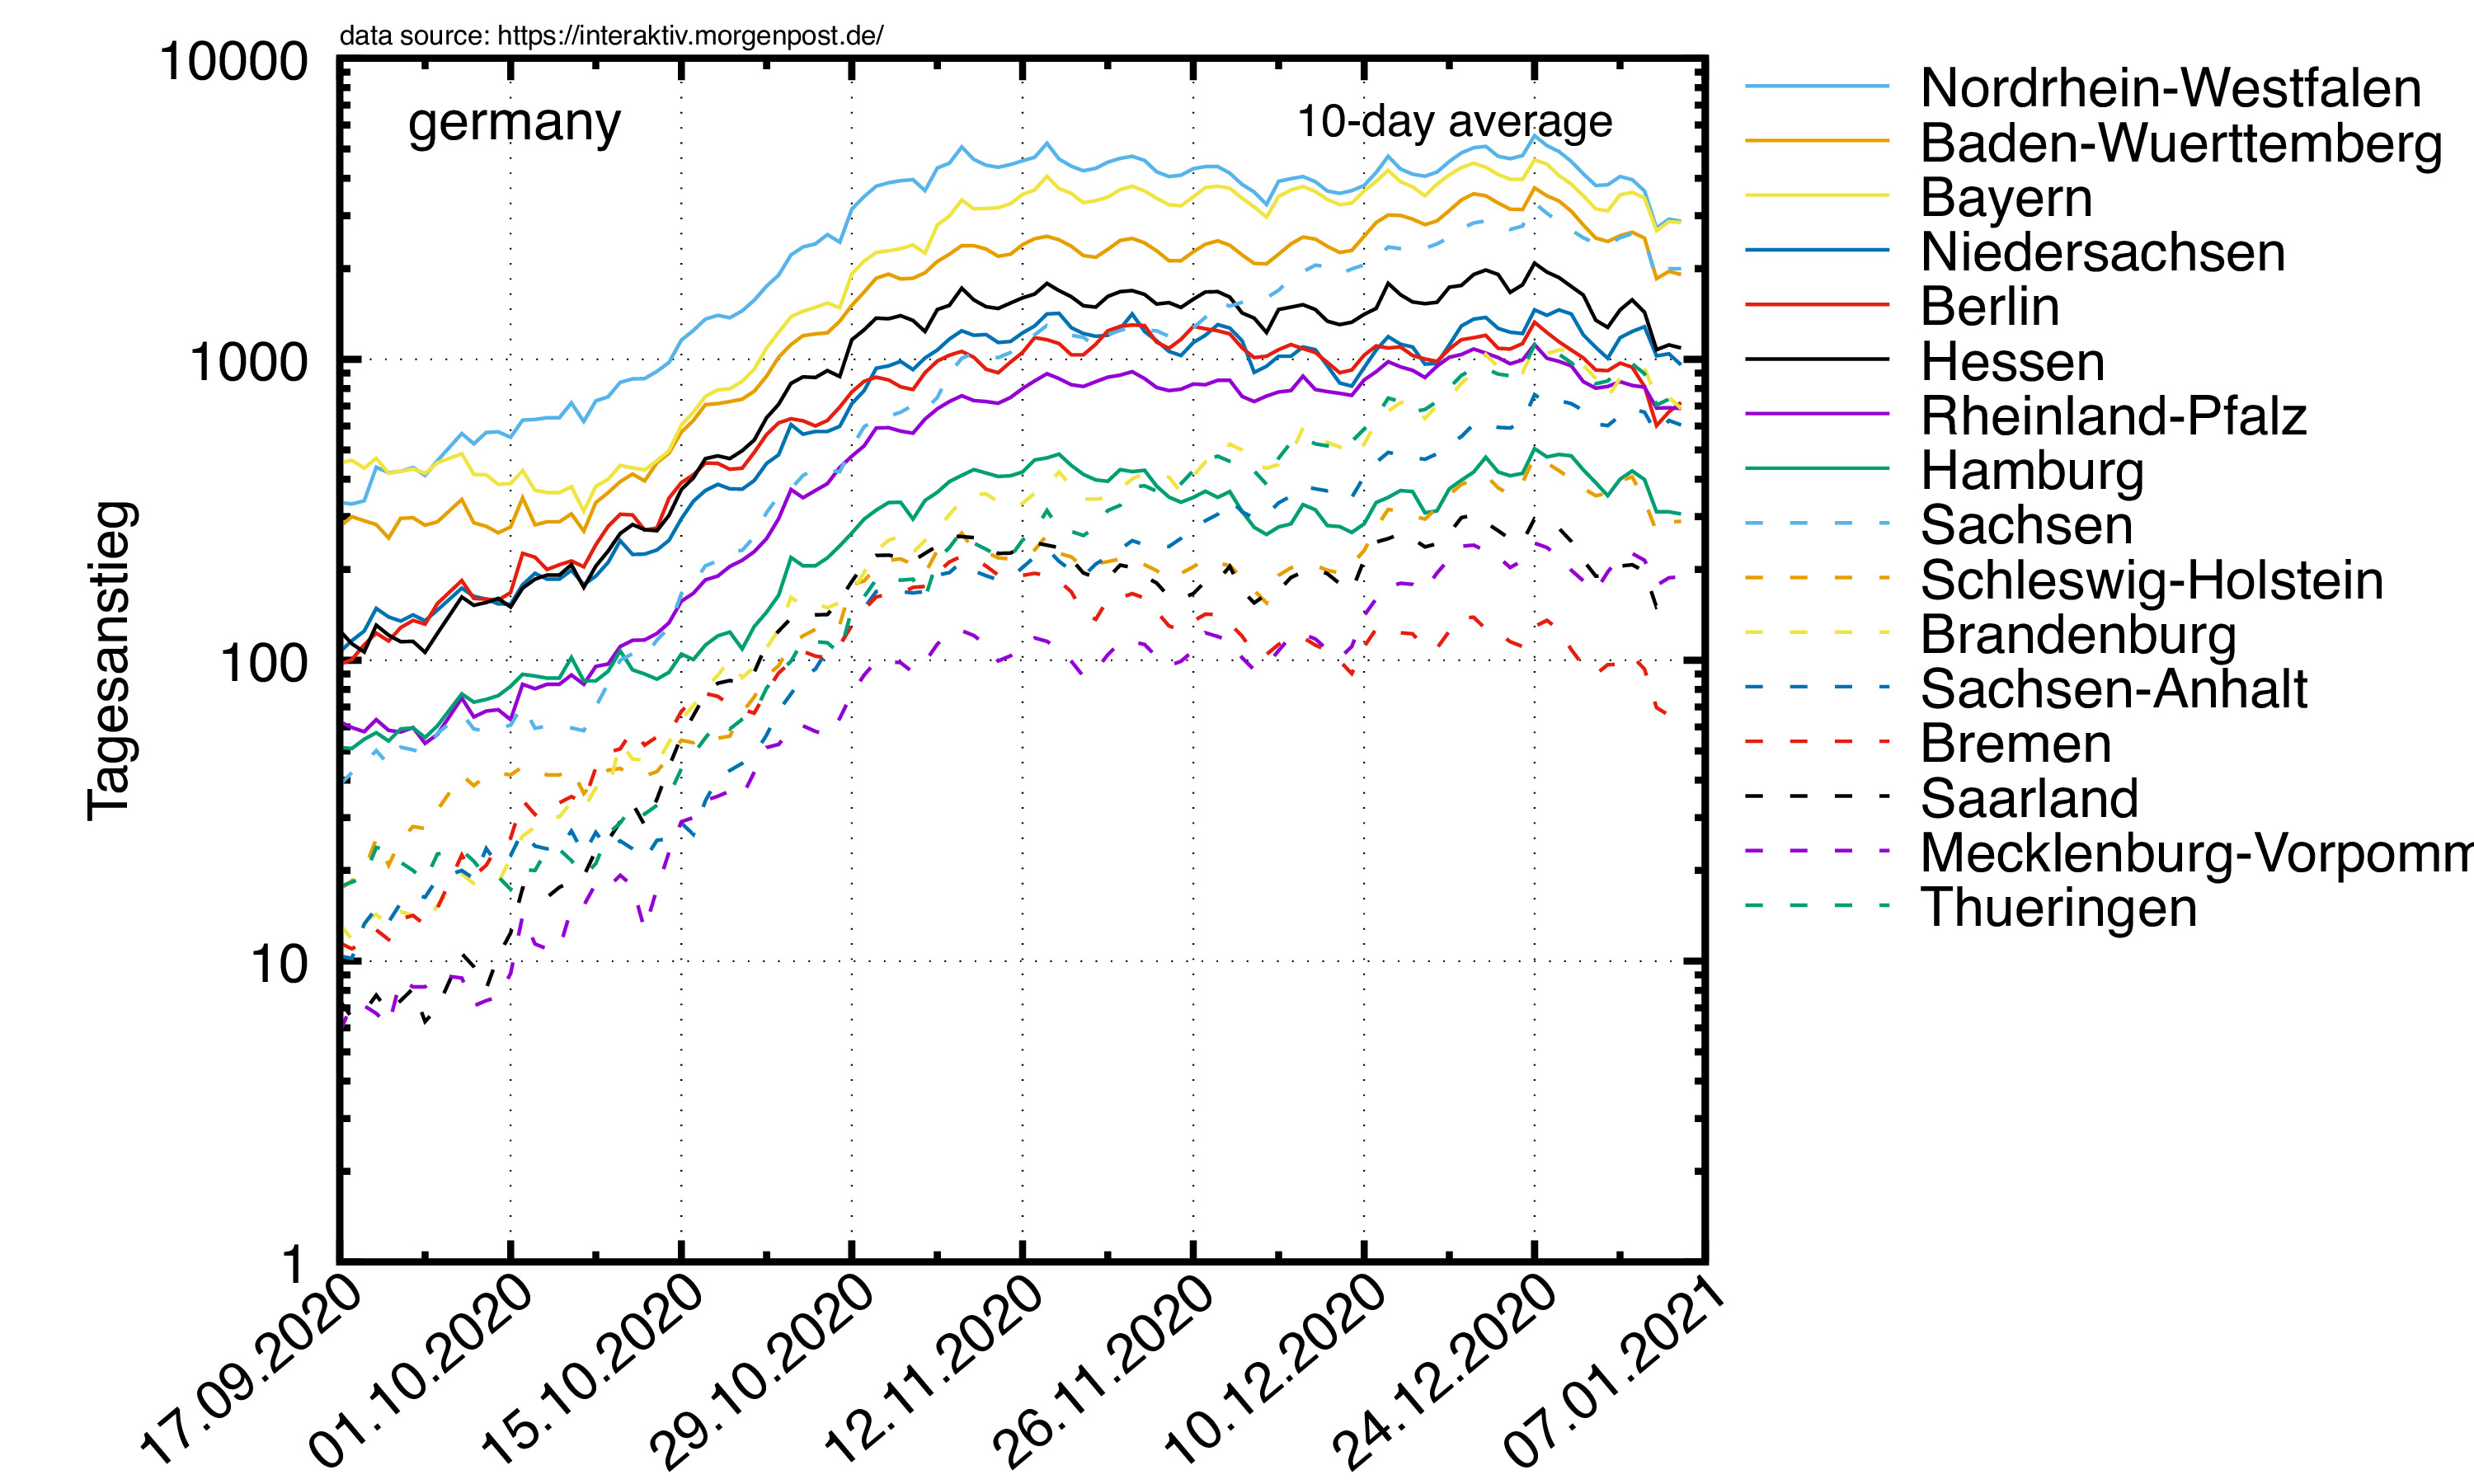 data source: https://interaktiv.morgenpost.de/
10000
germany
10-day average
1000
100
10
1
Tagesanstieg
17.09.2020
01.10.2020
15.10.2020
29.10.2020
12.11.2020
26.11.2020
10.12.2020
24.12.2020
07.01.2021
Nordrhein-Westfalen
Baden-Wuerttemberg
Bayern
Niedersachsen
Berlin
Hessen
Rheinland-Pfalz
Hamburg
Sachsen
Schleswig-Holstein
Brandenburg
Sachsen-Anhalt
Bremen
Saarland
Mecklenburg-Vorpomm
Thueringen